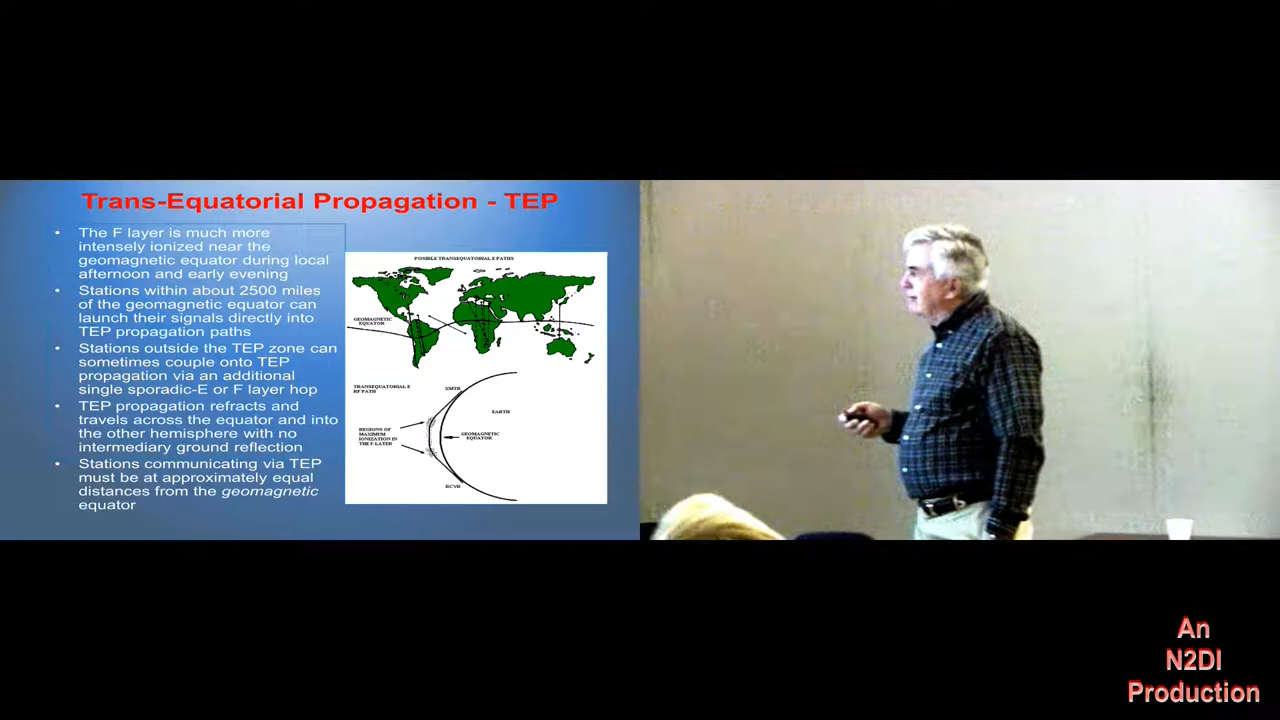 Trans-Equatorial Propagation - TEP
• The F layer is much more
intensely ionized near the
geomagnetic equator during local
afternoon and early evening
• Stations within about 2500 miles
of the geomagnetic equator can
launch their signals directly into
TEP propagation paths
• Stations outside the TEP zone can
sometimes couple onto TEP
propagation via an additional
single sporadic-E or F layer hop
• TEP propagation refracts and
travels across the equator and into
the other hemisphere with no
intermediary ground reflection
• Stations communicating via TEP
must be at approximately equal
distances from the geomagnetic
equator
POSIBLE TRANSEQUATORIAL E PATHS
GEOMAGNETIC
EQUATOR
TRANSEQUATORIAL E
RF PATH
XMTR
EARTH
REGIONS OF
MAXIMUM
IONIZATION IN
THE F-LAYER
GEOMAGNETIC
EQUATOR
RCVR
An
N2DI
Production